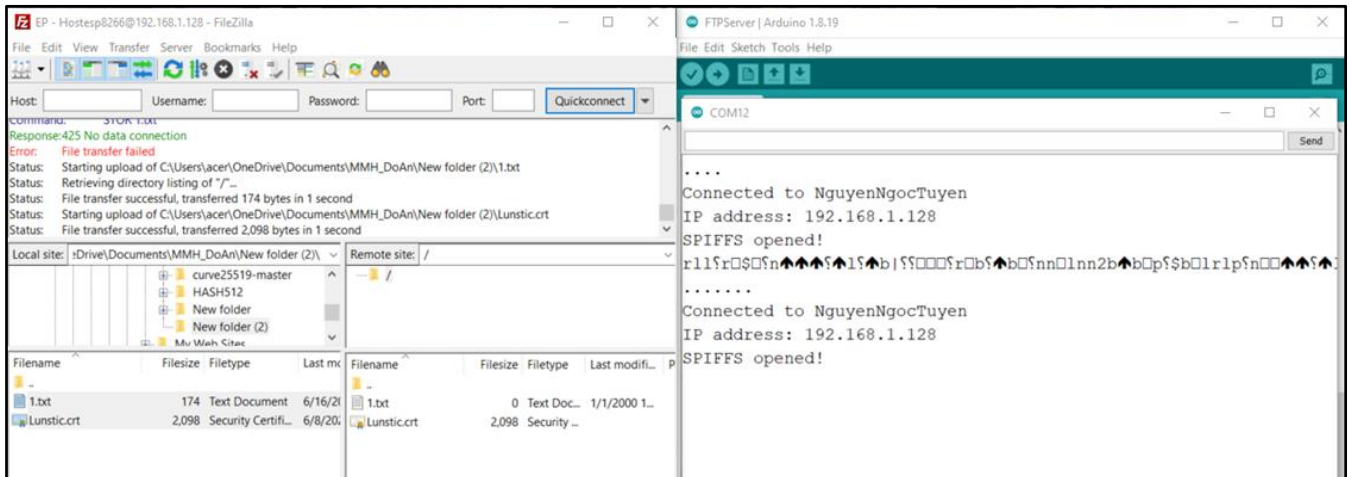 EP - Hostesp8266@192.168.1.128 - FileZilla
File Edit View Transfer Server Bookmarks Help
Host: Username: Password: Port: Quickconnect
Command: STOR 1.txt
Response:425 No data connection
Error: File transfer failed
Status: Starting upload of C:\Users\acer\OneDrive\Documents\MMH_DoAn\New folder (2)\1.txt
Status: Retrieving directory listing of "/"...
Status: File transfer successful, transferred 174 bytes in 1 second
Status: Starting upload of C:\Users\acer\OneDrive\Documents\MMH_DoAn\New folder (2)\Lunstic.crt
Status: File transfer successful, transferred 2,098 bytes in 1 second
Local site: :Drive\Documents\MMH_DoAn\New folder (2)\ Remote site: /
curve25519-master
HASH512
New folder
New folder (2)
My Web Sites
/
Filename Filesize Filetype Last mo
..
1.txt 174 Text Document 6/16/20
Lunstic.crt 2,098 Security Certifi... 6/8/202
Filename Filesize Filetype Last modifi... P
..
1.txt 0 Text Doc... 1/1/2000 1...
Lunstic.crt 2,098 Security ...
FTPServer | Arduino 1.8.19
File Edit Sketch Tools Help
COM12
Send
....
Connected to NguyenNgocTuyen
IP address: 192.168.1.128
SPIFFS opened!
.......
Connected to NguyenNgocTuyen
IP address: 192.168.1.128
SPIFFS opened!